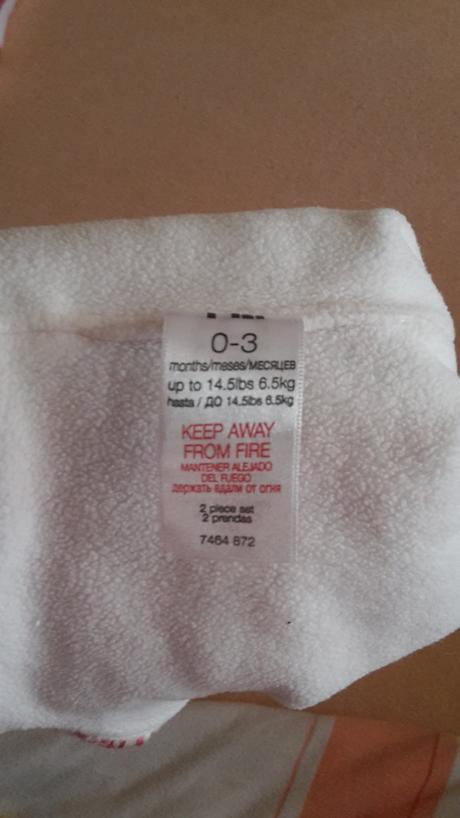 0-3
months/meses/МЕСЯЦЕВ
up to 14.5lbs 6.5kg
hasta / ДО 14.5lbs 6.5kg
KEEP AWAY
FROM FIRE
MANTENER ALEJADO
DEL FUEGO
держать вдали от огня
2 piece set
2 prendas
7464 872